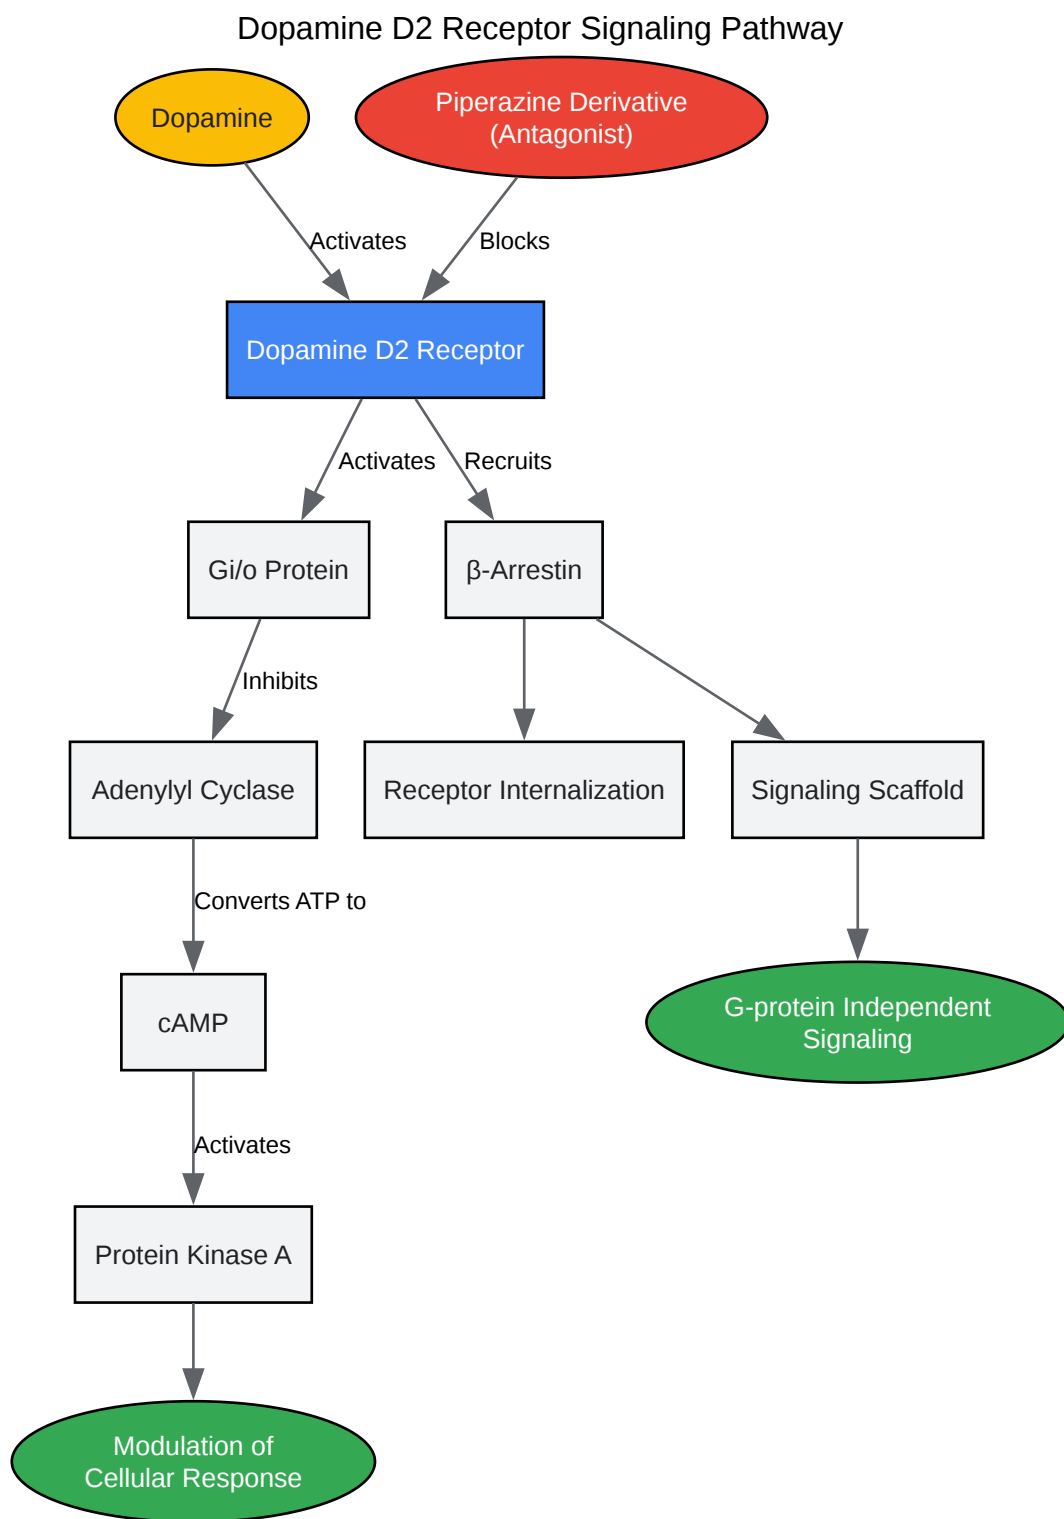 Dopamine D2 Receptor Signaling Pathway
Dopamine
Piperazine Derivative
(Antagonist)
Activates
Blocks
Dopamine D2 Receptor
Activates
Recruits
Gi/o Protein
β-Arrestin
Inhibits
Adenylyl Cyclase
Receptor Internalization
Signaling Scaffold
Converts ATP to
cAMP
G-protein Independent
Signaling
Activates
Protein Kinase A
Modulation of
Cellular Response